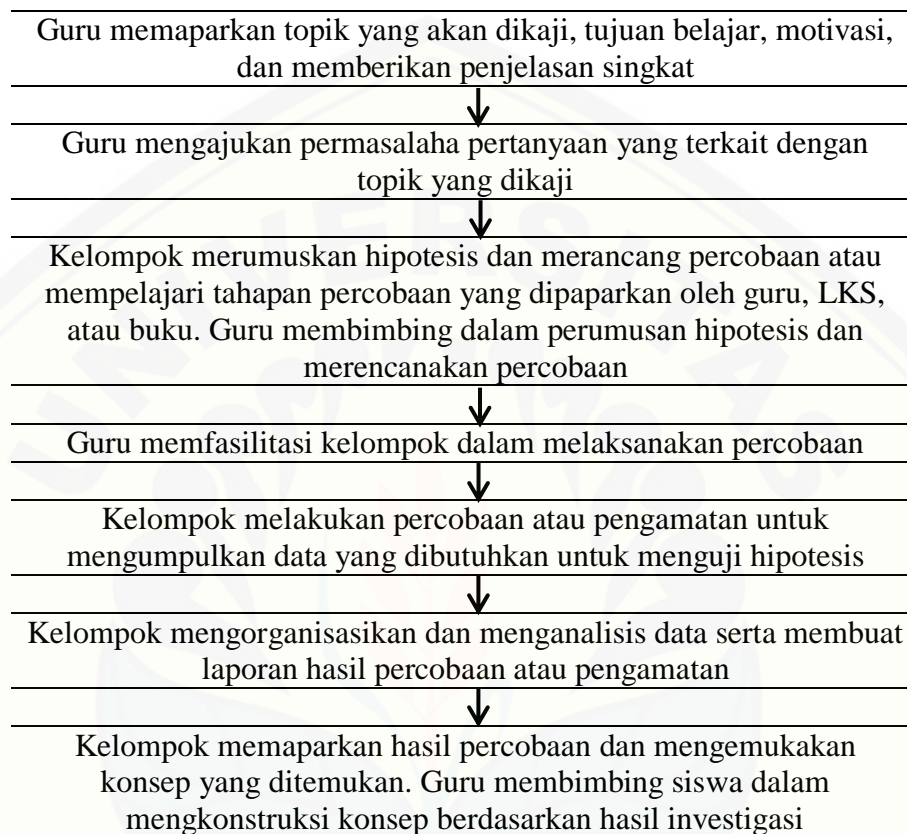 Guru memaparkan topik yang akan dikaji, tujuan belajar, motivasi,
dan memberikan penjelasan singkat
Guru mengajukan permasalaha pertanyaan yang terkait dengan
topik yang dikaji
Kelompok merumuskan hipotesis dan merancang percobaan atau
mempelajari tahapan percobaan yang dipaparkan oleh guru, LKS,
atau buku. Guru membimbing dalam perumusan hipotesis dan
merencanakan percobaan
Guru memfasilitasi kelompok dalam melaksanakan percobaan
Kelompok melakukan percobaan atau pengamatan untuk
mengumpulkan data yang dibutuhkan untuk menguji hipotesis
Kelompok mengorganisasikan dan menganalisis data serta membuat
laporan hasil percobaan atau pengamatan
Kelompok memaparkan hasil percobaan dan mengemukakan
konsep yang ditemukan. Guru membimbing siswa dalam
mengkonstruksi konsep berdasarkan hasil investigasi
UNIVERSITAS